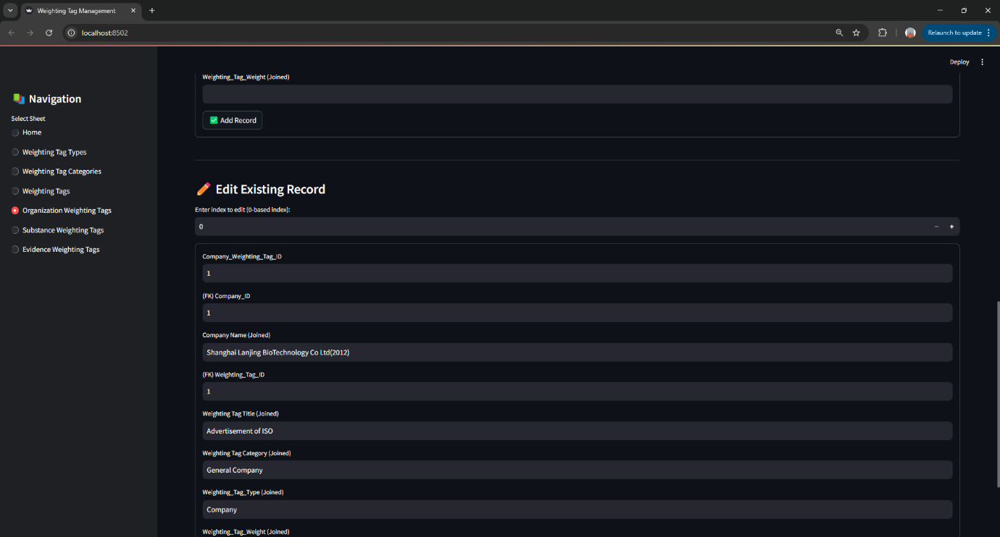 Weighting Tag Management
localhost:8502
Relaunch to update
Deploy
Navigation
Select Sheet
Home
Weighting Tag Types
Weighting Tag Categories
Weighting Tags
Organization Weighting Tags
Substance Weighting Tags
Evidence Weighting Tags
Weighting_Tag_Weight (Joined)
Add Record
Edit Existing Record
Enter index to edit (0-based index):
0
Company_Weighting_Tag_ID
1
(FK) Company_ID
1
Company Name (Joined)
Shanghai Lanjing BioTechnology Co Ltd(2012)
(FK) Weighting_Tag_ID
1
Weighting Tag Title (Joined)
Advertisement of ISO
Weighting Tag Category (Joined)
General Company
Weighting_Tag_Type (Joined)
Company
Weighting_Tag_Weight (Joined)